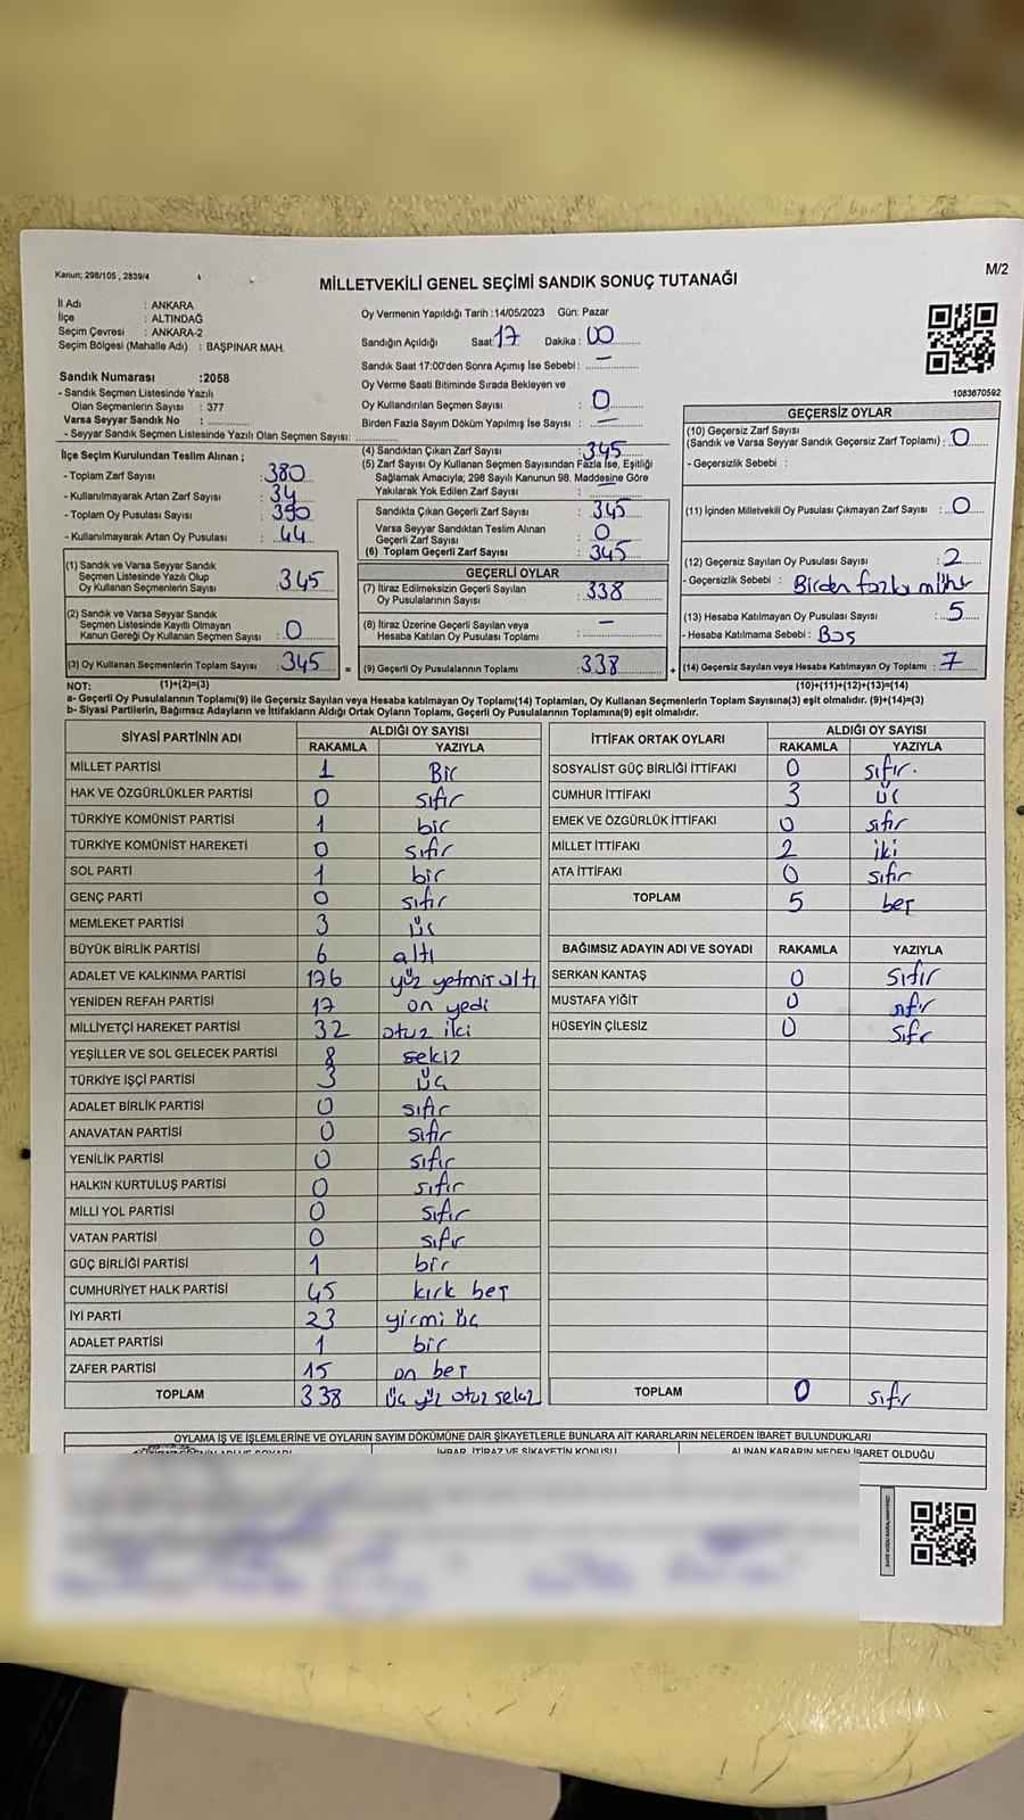 Kanun; 298/105 , 2839/4
M/2
MİLLETVEKİLİ GENEL SEÇİMİ SANDIK SONUÇ TUTANAĞI
İl Adı : ANKARA
İlçe : ALTINDAĞ
Seçim Çevresi : ANKARA-2
Seçim Bölgesi (Mahalle Adı) : BAŞPINAR MAH.
Sandık Numarası :2058
- Sandık Seçmen Listesinde Yazılı
Olan Seçmenlerin Sayısı : 377
Varsa Seyyar Sandık No :
- Seyyar Sandık Seçmen Listesinde Yazılı Olan Seçmen Sayısı:
Oy Vermenin Yapıldığı Tarih :14/05/2023 Gün: Pazar
Sandığın Açıldığı Saat: 17 Dakika : 00
Sandık Saat 17:00'den Sonra Açımış İse Sebebi : —
Oy Verme Saati Bitiminde Sırada Bekleyen ve
Oy Kullandırılan Seçmen Sayısı : 0
Birden Fazla Sayım Döküm Yapılmış İse Sayısı : —
1083670592
İlçe Seçim Kurulundan Teslim Alınan ;
- Toplam Zarf Sayısı : 380
- Kullanılmayarak Artan Zarf Sayısı : 34
- Toplam Oy Pusulası Sayısı : 390
- Kullanılmayarak Artan Oy Pusulası : 44
(1) Sandık ve Varsa Seyyar Sandık
Seçmen Listesinde Yazılı Olup
Oy Kullanan Seçmenlerin Sayısı : 345
(2) Sandık ve Varsa Seyyar Sandık
Seçmen Listesinde Kayıtlı Olmayan
Kanun Gereği Oy Kullanan Seçmen Sayısı : 0
(3) Oy Kullanan Seçmenlerin Toplam Sayısı : 345
(4) Sandıktan Çıkan Zarf Sayısı : 345
(5) Zarf Sayısı Oy Kullanan Seçmen Sayısından Fazla İse, Eşitliği
Sağlamak Amacıyla; 298 Sayılı Kanunun 98. Maddesine Göre
Yakılarak Yok Edilen Zarf Sayısı :
Sandıkta Çıkan Geçerli Zarf Sayısı : 345
Varsa Seyyar Sandıktan Teslim Alınan
Geçerli Zarf Sayısı : 0
(6) Toplam Geçerli Zarf Sayısı : 345
GEÇERLİ OYLAR
(7) İtiraz Edilmeksizin Geçerli Sayılan
Oy Pusulalarının Sayısı : 338
(8) İtiraz Üzerine Geçerli Sayılan veya
Hesaba Katılan Oy Pusulası Toplamı : —
= (9) Geçerli Oy Pusulalarının Toplamı : 338
GEÇERSİZ OYLAR
(10) Geçersiz Zarf Sayısı
(Sandık ve Varsa Seyyar Sandık Geçersiz Zarf Toplamı) : 0
- Geçersizlik Sebebi :
(11) İçinden Milletvekili Oy Pusulası Çıkmayan Zarf Sayısı : 0
(12) Geçersiz Sayılan Oy Pusulası Sayısı : 2
- Geçersizlik Sebebi : Birden fazla mühür
(13) Hesaba Katılmayan Oy Pusulası Sayısı : 5
- Hesaba Katılmama Sebebi : Boş
+ (14) Geçersiz Sayılan veya Hesaba Katılmayan Oy Toplamı : 7
NOT: (1)+(2)=(3) (10)+(11)+(12)+(13)=(14)
a- Geçerli Oy Pusulalarının Toplamı(9) ile Geçersiz Sayılan veya Hesaba katılmayan Oy Toplamı(14) Toplamları, Oy Kullanan Seçmenlerin Toplam Sayısına(3) eşit olmalıdır. (9)+(14)=(3)
b- Siyasi Partilerin, Bağımsız Adayların ve İttifakların Aldığı Ortak Oyların Toplamı, Geçerli Oy Pusulalarının Toplamına(9) eşit olmalıdır.
SİYASİ PARTİNİN ADI ALDIĞI OY SAYISI
RAKAMLA YAZIYLA
MİLLET PARTİSİ 1 Bir
HAK VE ÖZGÜRLÜKLER PARTİSİ 0 sıfır
TÜRKİYE KOMÜNİST PARTİSİ 1 bir
TÜRKİYE KOMÜNİST HAREKETİ 0 sıfır
SOL PARTİ 1 bir
GENÇ PARTİ 0 sıfır
MEMLEKET PARTİSİ 3 üç
BÜYÜK BİRLİK PARTİSİ 6 altı
ADALET VE KALKINMA PARTİSİ 176 yüz yetmiş altı
YENİDEN REFAH PARTİSİ 17 on yedi
MİLLİYETÇİ HAREKET PARTİSİ 32 otuz iki
YEŞİLLER VE SOL GELECEK PARTİSİ 8 sekiz
TÜRKİYE İŞÇİ PARTİSİ 3 üç
ADALET BİRLİK PARTİSİ 0 sıfır
ANAVATAN PARTİSİ 0 sıfır
YENİLİK PARTİSİ 0 sıfır
HALKIN KURTULUŞ PARTİSİ 0 sıfır
MİLLİ YOL PARTİSİ 0 sıfır
VATAN PARTİSİ 0 sıfır
GÜÇ BİRLİĞİ PARTİSİ 1 bir
CUMHURİYET HALK PARTİSİ 45 kırk beş
İYİ PARTİ 23 yirmi üç
ADALET PARTİSİ 1 bir
ZAFER PARTİSİ 15 on beş
TOPLAM 338 üç yüz otuz sekiz
İTTİFAK ORTAK OYLARI ALDIĞI OY SAYISI
RAKAMLA YAZIYLA
SOSYALİST GÜÇ BİRLİĞİ İTTİFAKI 0 sıfır.
CUMHUR İTTİFAKI 3 üç
EMEK VE ÖZGÜRLÜK İTTİFAKI 0 sıfır
MİLLET İTTİFAKI 2 iki
ATA İTTİFAKI 0 sıfır
TOPLAM 5 beş
BAĞIMSIZ ADAYIN ADI VE SOYADI RAKAMLA YAZIYLA
SERKAN KANTAŞ 0 sıfır
MUSTAFA YİĞİT 0 sıfır
HÜSEYİN ÇİLESİZ 0 sıfır
TOPLAM 0 sıfır
OYLAMA İŞ VE İŞLEMLERİNE VE OYLARIN SAYIM DÖKÜMÜNE DAİR ŞİKAYETLERLE BUNLARA AİT KARARLARIN NELERDEN İBARET BULUNDUKLARI
İHBAR, İTİRAZ VE ŞİKAYETİN KONUSU ALINAN KARARIN NEDEN İBARET OLDUĞU